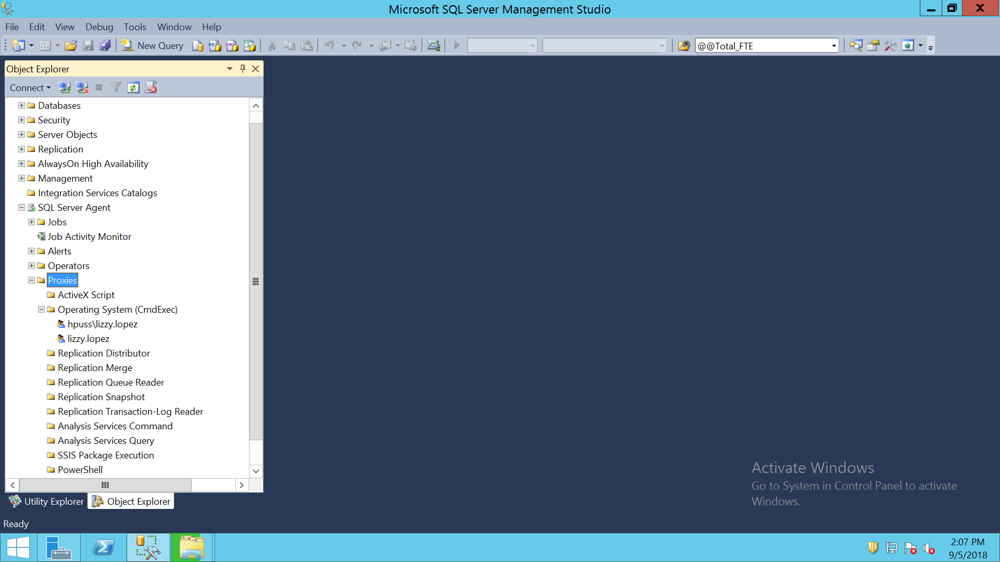 Microsoft SQL Server Management Studio
File Edit View Debug Tools Window Help
New Query
@@Total_FTE
Object Explorer
Connect
Databases
Security
Server Objects
Replication
AlwaysOn High Availability
Management
Integration Services Catalogs
SQL Server Agent
Jobs
Job Activity Monitor
Alerts
Operators
Proxies
ActiveX Script
Operating System (CmdExec)
hpuss\lizzy.lopez
lizzy.lopez
Replication Distributor
Replication Merge
Replication Queue Reader
Replication Snapshot
Replication Transaction-Log Reader
Analysis Services Command
Analysis Services Query
SSIS Package Execution
PowerShell
Utility Explorer
Object Explorer
Activate Windows
Go to System in Control Panel to activate
Windows.
Ready
2:07 PM
9/5/2018